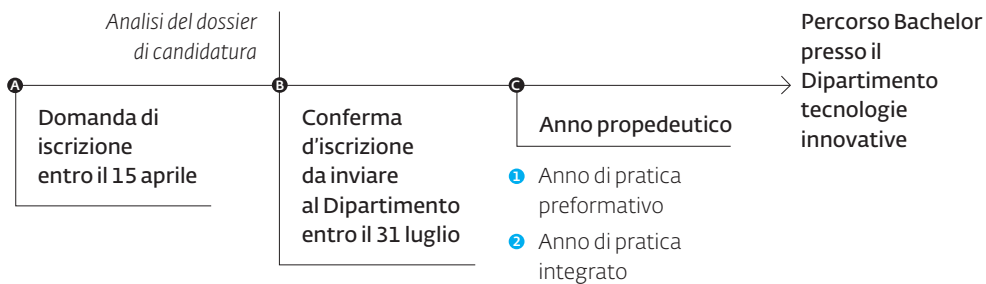 Analisi del dossier
di candidatura
A
Domanda di
iscrizione
entro il 15 aprile
B
Conferma
d'iscrizione
da inviare
al Dipartimento
entro il 31 luglio
C
Anno propedeutico
1 Anno di pratica
preformativo
2 Anno di pratica
integrato
Percorso Bachelor
presso il
Dipartimento
tecnologie
innovative